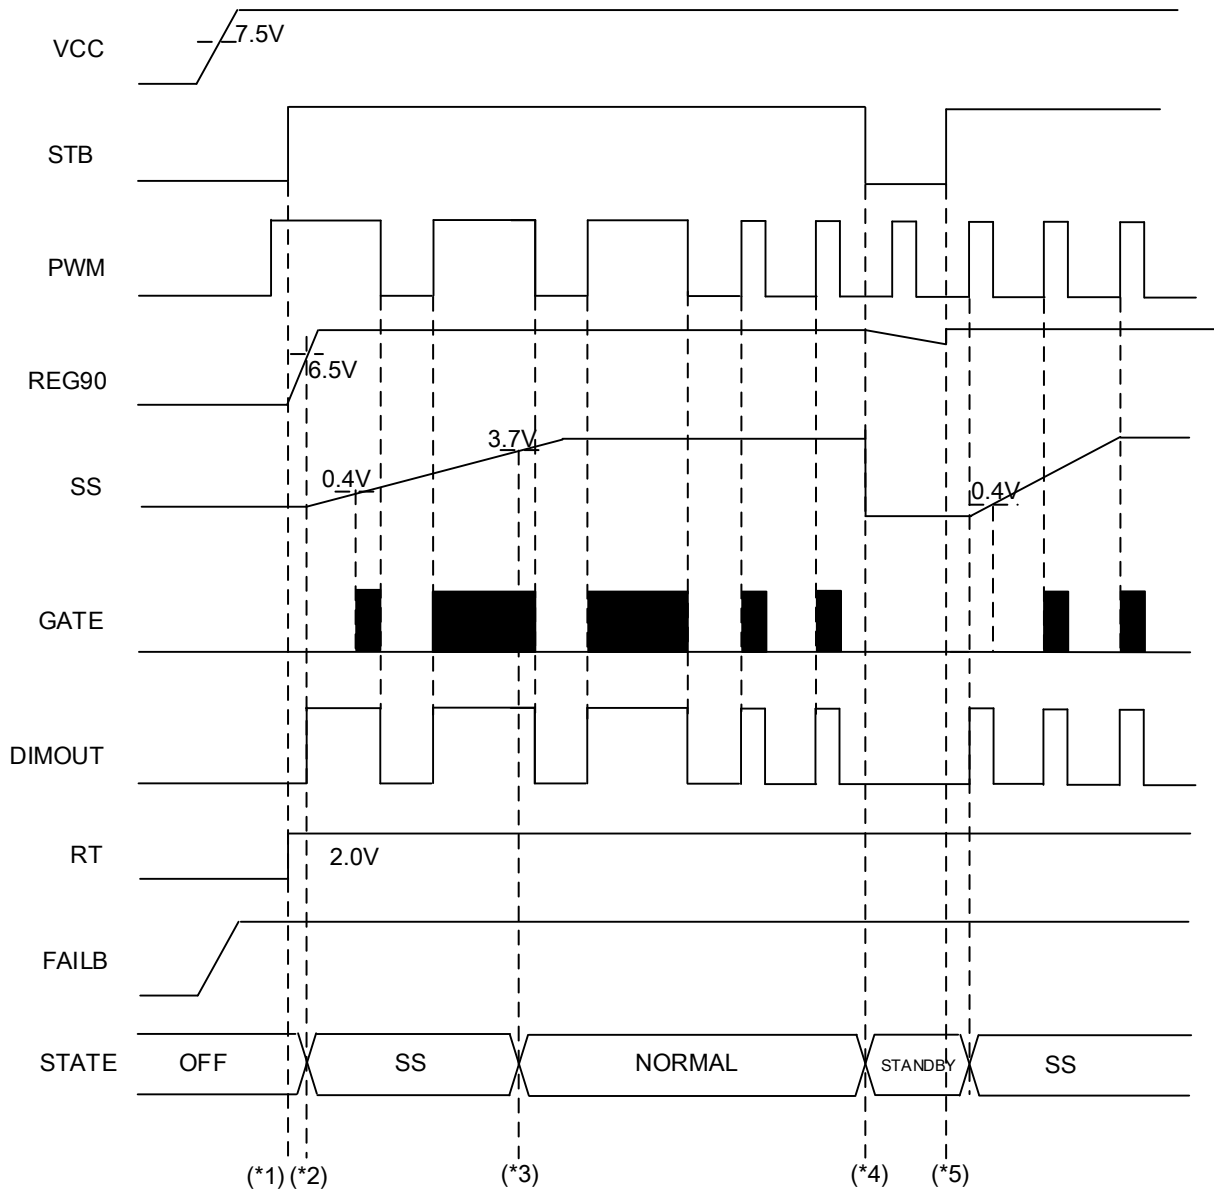 VCC
7.5V
STB
PWM
REG90
6.5V
SS
0.4V
3.7V
0.4V
GATE
DIMOUT
RT
2.0V
FAILB
STATE
OFF
SS
NORMAL
STANDBY
SS
(*1) (*2) (*3) (*4) (*5)